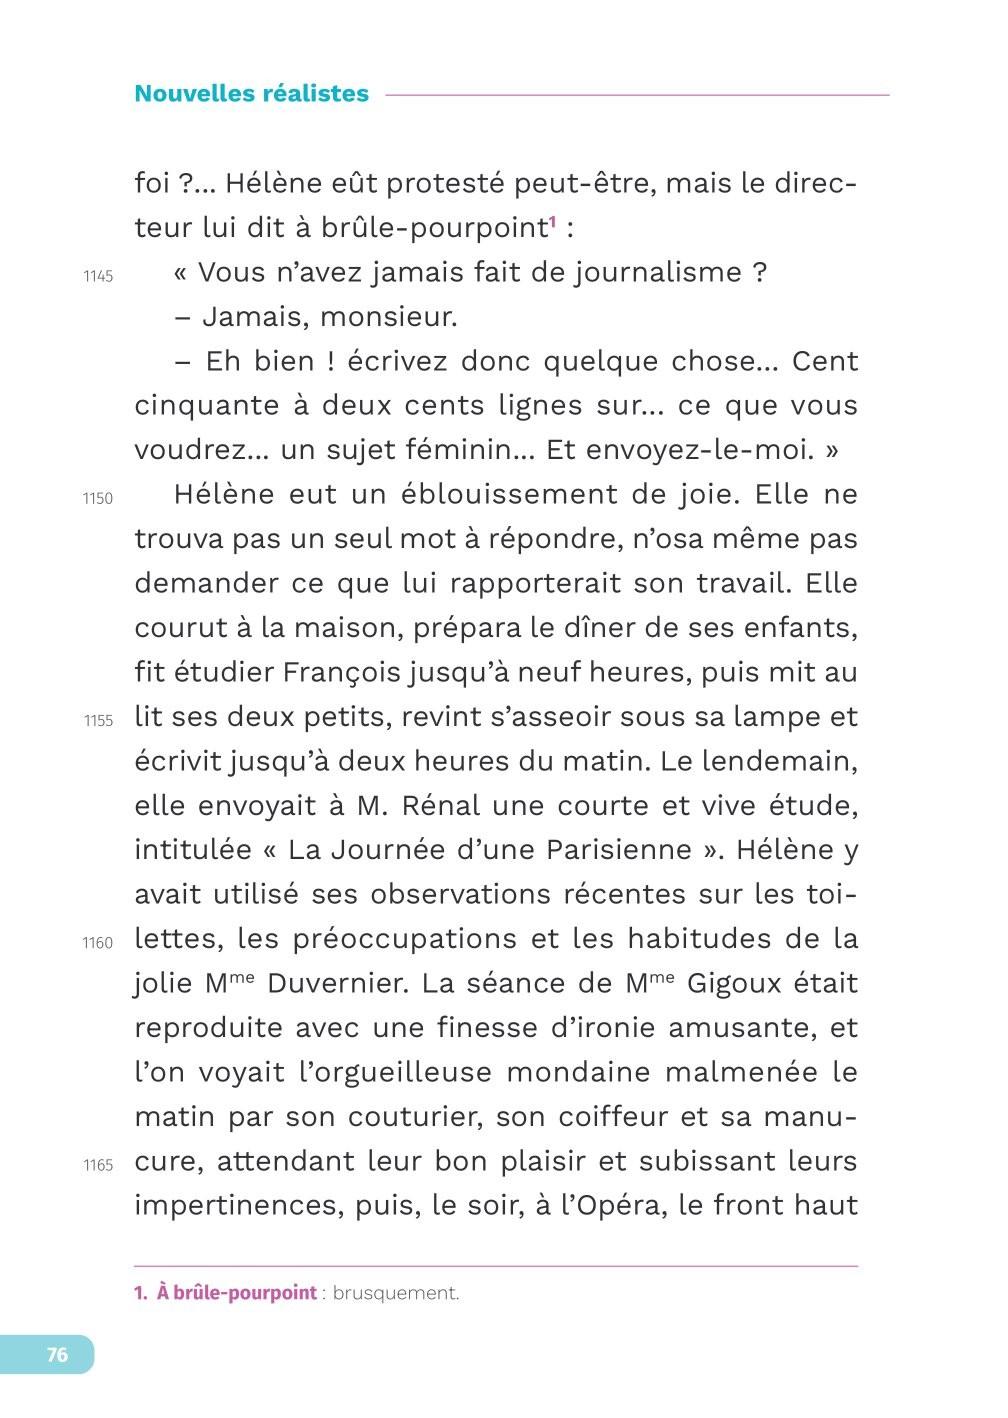 Nouvelles réalistes
foi ?... Hélène eût protesté peut-être, mais le direc-
teur lui dit à brûle-pourpoint¹ :
1145 « Vous n’avez jamais fait de journalisme ?
– Jamais, monsieur.
– Eh bien ! écrivez donc quelque chose... Cent
cinquante à deux cents lignes sur... ce que vous
voudrez... un sujet féminin... Et envoyez-le-moi. »
1150 Hélène eut un éblouissement de joie. Elle ne
trouva pas un seul mot à répondre, n’osa même pas
demander ce que lui rapporterait son travail. Elle
courut à la maison, prépara le dîner de ses enfants,
fit étudier François jusqu’à neuf heures, puis mit au
1155 lit ses deux petits, revint s’asseoir sous sa lampe et
écrivit jusqu’à deux heures du matin. Le lendemain,
elle envoyait à M. Rénal une courte et vive étude,
intitulée « La Journée d’une Parisienne ». Hélène y
avait utilisé ses observations récentes sur les toi-
1160 lettes, les préoccupations et les habitudes de la
jolie Mᵐᵉ Duvernier. La séance de Mᵐᵉ Gigoux était
reproduite avec une finesse d’ironie amusante, et
l’on voyait l’orgueilleuse mondaine malmenée le
matin par son couturier, son coiffeur et sa manu-
1165 cure, attendant leur bon plaisir et subissant leurs
impertinences, puis, le soir, à l’Opéra, le front haut
1. À brûle-pourpoint : brusquement.
76